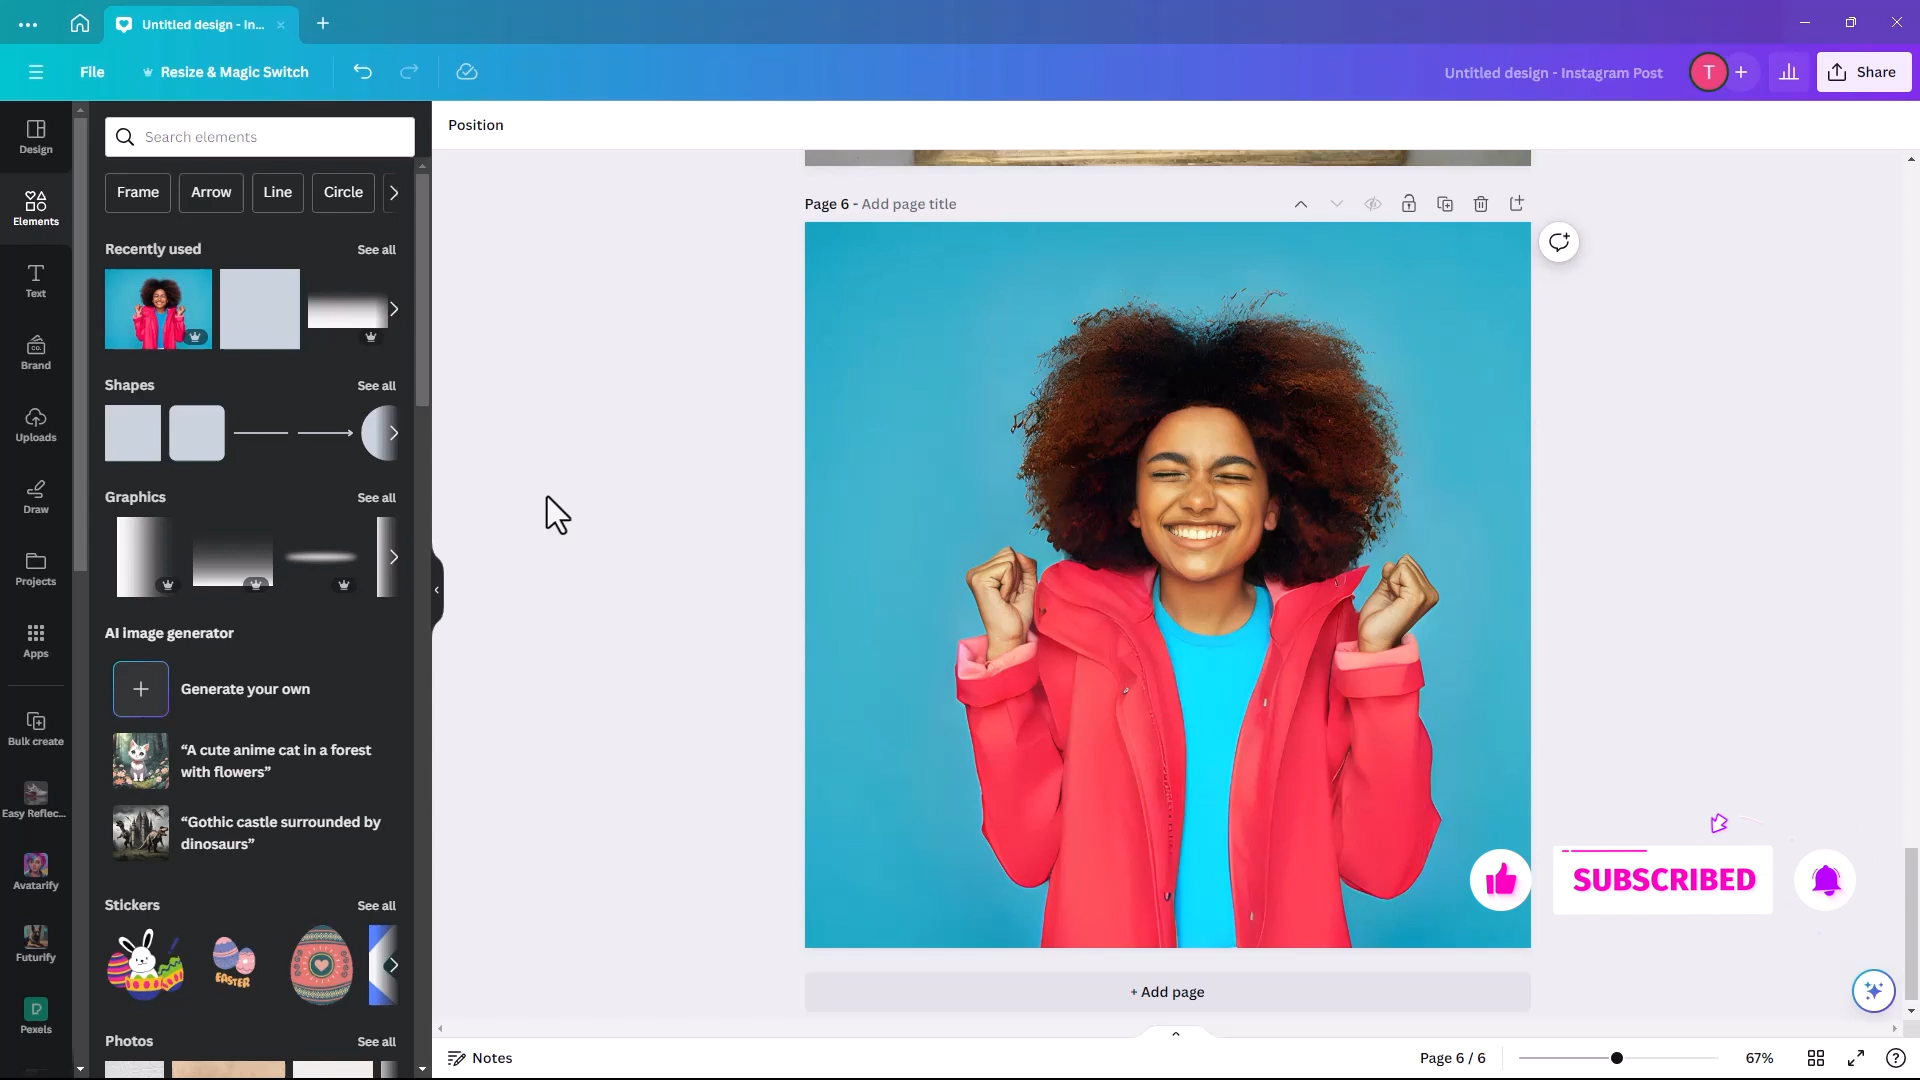 Untitled design - In...
File
Resize & Magic Switch
Untitled design - Instagram Post
T
Share
Design
Elements
Text
Brand
Uploads
Draw
Projects
Apps
Bulk create
Easy Reflec...
Avatarify
Futurify
Pexels
Search elements
Frame
Arrow
Line
Circle
Recently used
See all
Shapes
See all
Graphics
See all
AI image generator
Generate your own
“A cute anime cat in a forest
with flowers”
“Gothic castle surrounded by
dinosaurs”
Stickers
See all
EASTER
Photos
See all
Position
Page 6 - Add page title
SUBSCRIBED
+ Add page
Notes
Page 6 / 6
67%